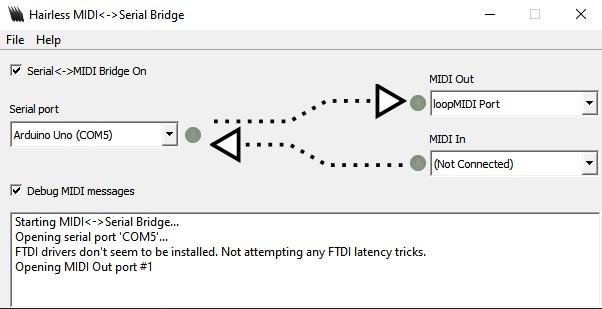 Hairless MIDI<->Serial Bridge
File Help
Serial<->MIDI Bridge On
MIDI Out
loopMIDI Port
Serial port
Arduino Uno (COM5)
MIDI In
(Not Connected)
Debug MIDI messages
Starting MIDI<->Serial Bridge...
Opening serial port 'COM5'...
FTDI drivers don't seem to be installed. Not attempting any FTDI latency tricks.
Opening MIDI Out port #1